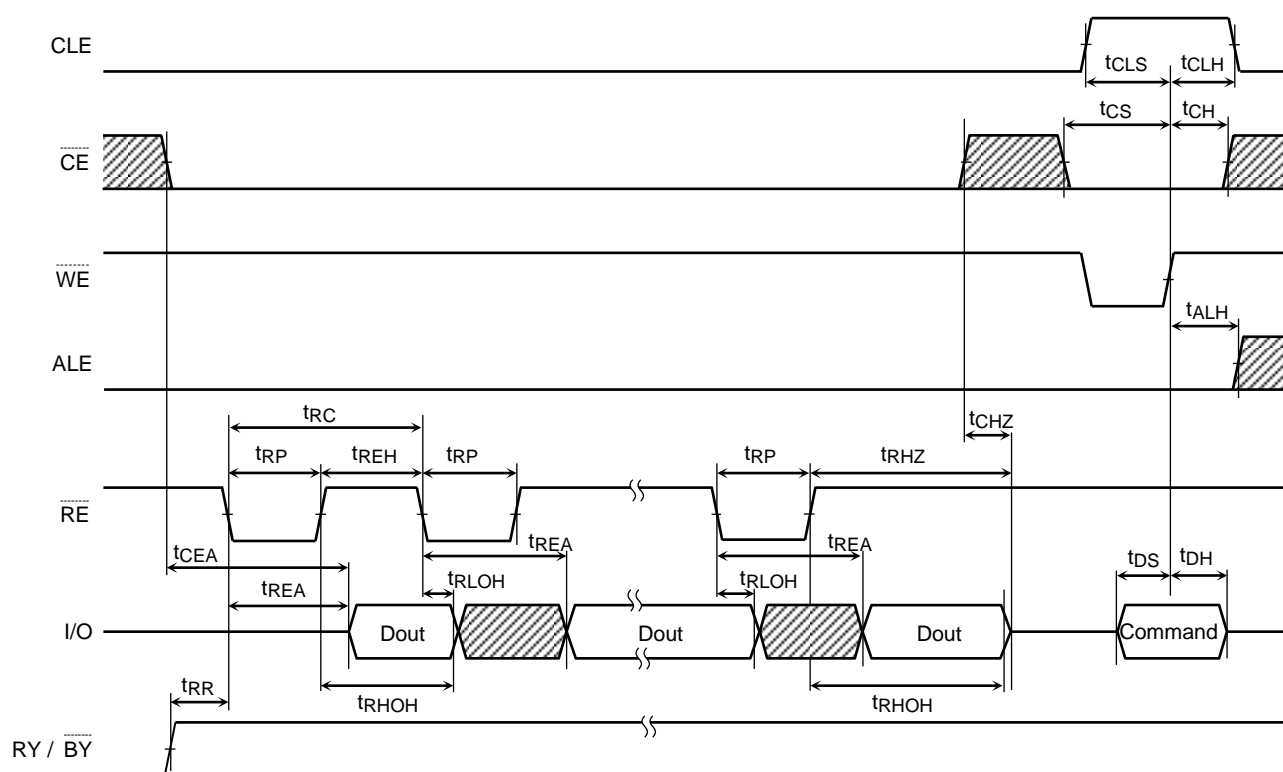 CLE
tCLS tCLH
tCS tCH
CE
WE
tALH
ALE
tRC
tCHZ
tRP tREH tRP tRP tRHZ
RE
tCEA tREA tREA
tREA tRLOH tRLOH tDS tDH
I/O Dout Dout Dout Command
tRR tRHOH tRHOH
RY / BY